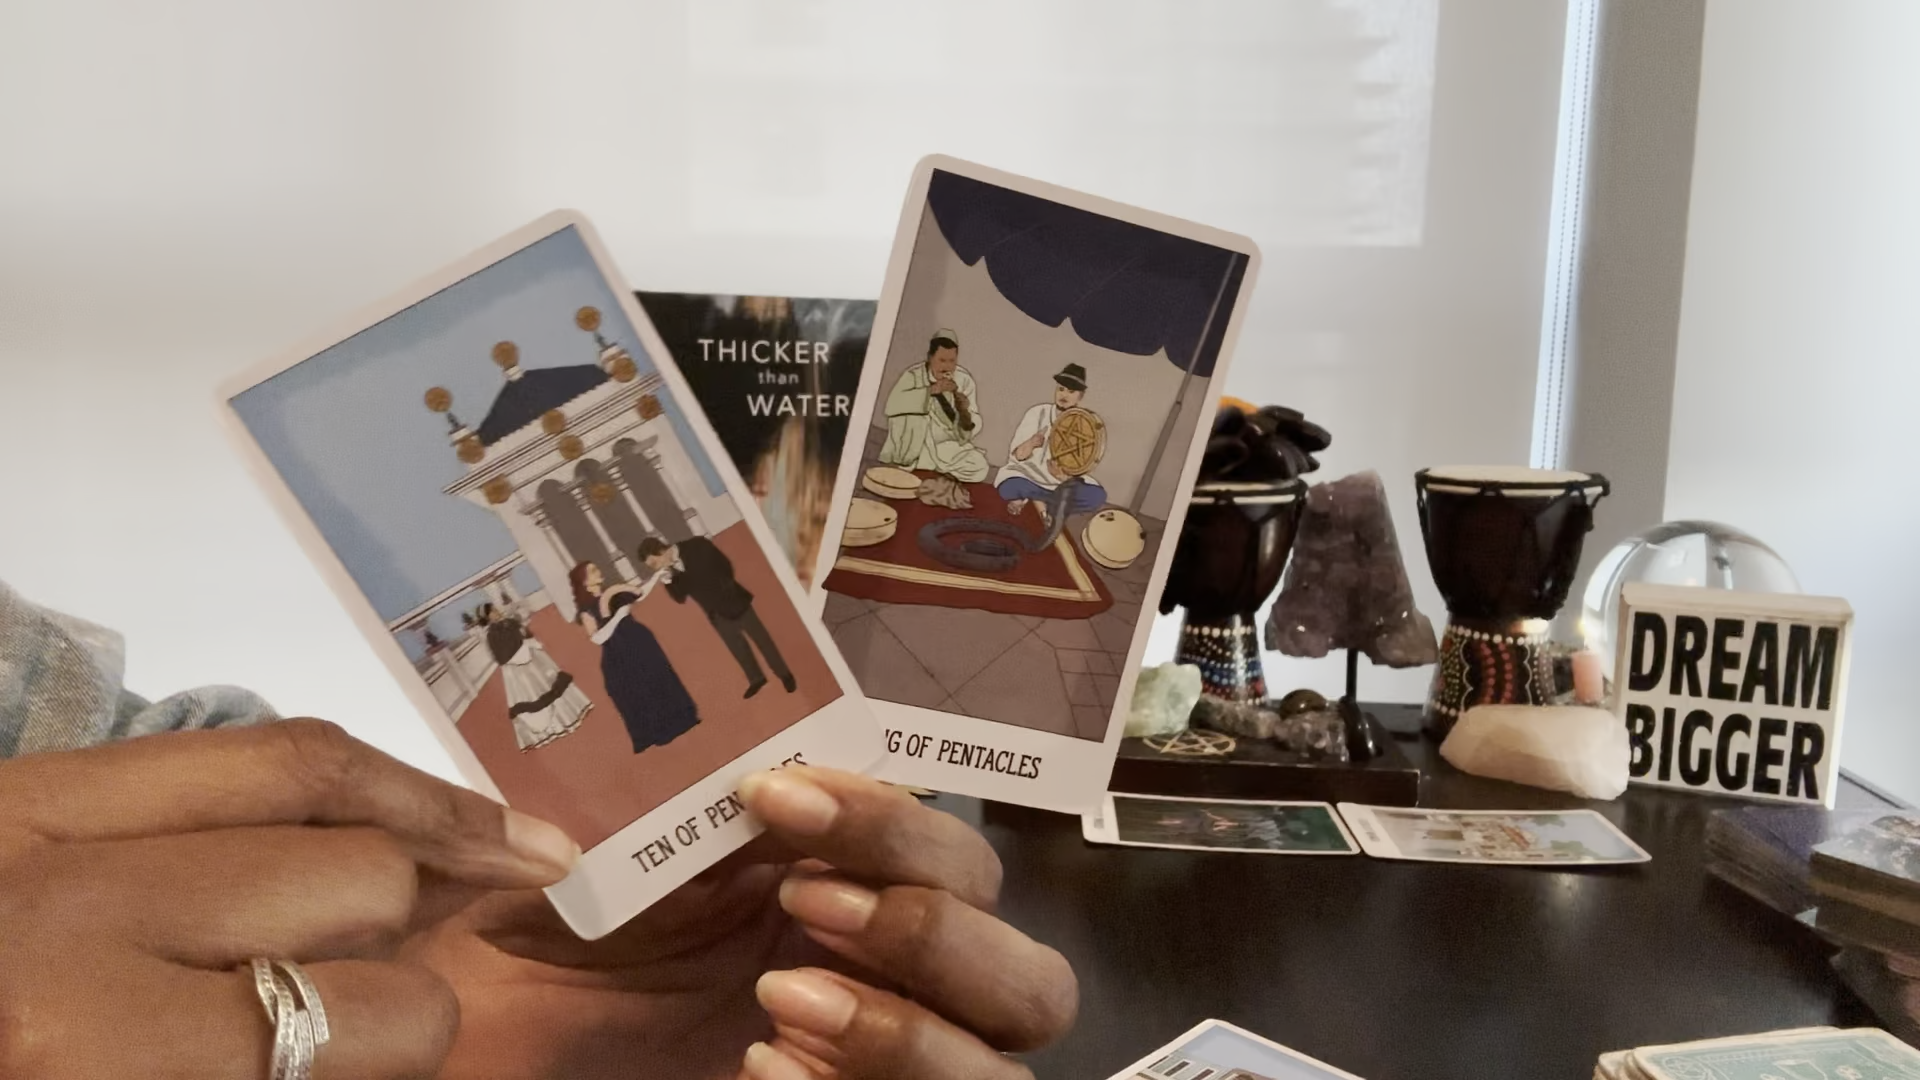 THICKER
than
WATER
TEN OF PEN LES
G OF PENTACLES
DREAM
BIGGER